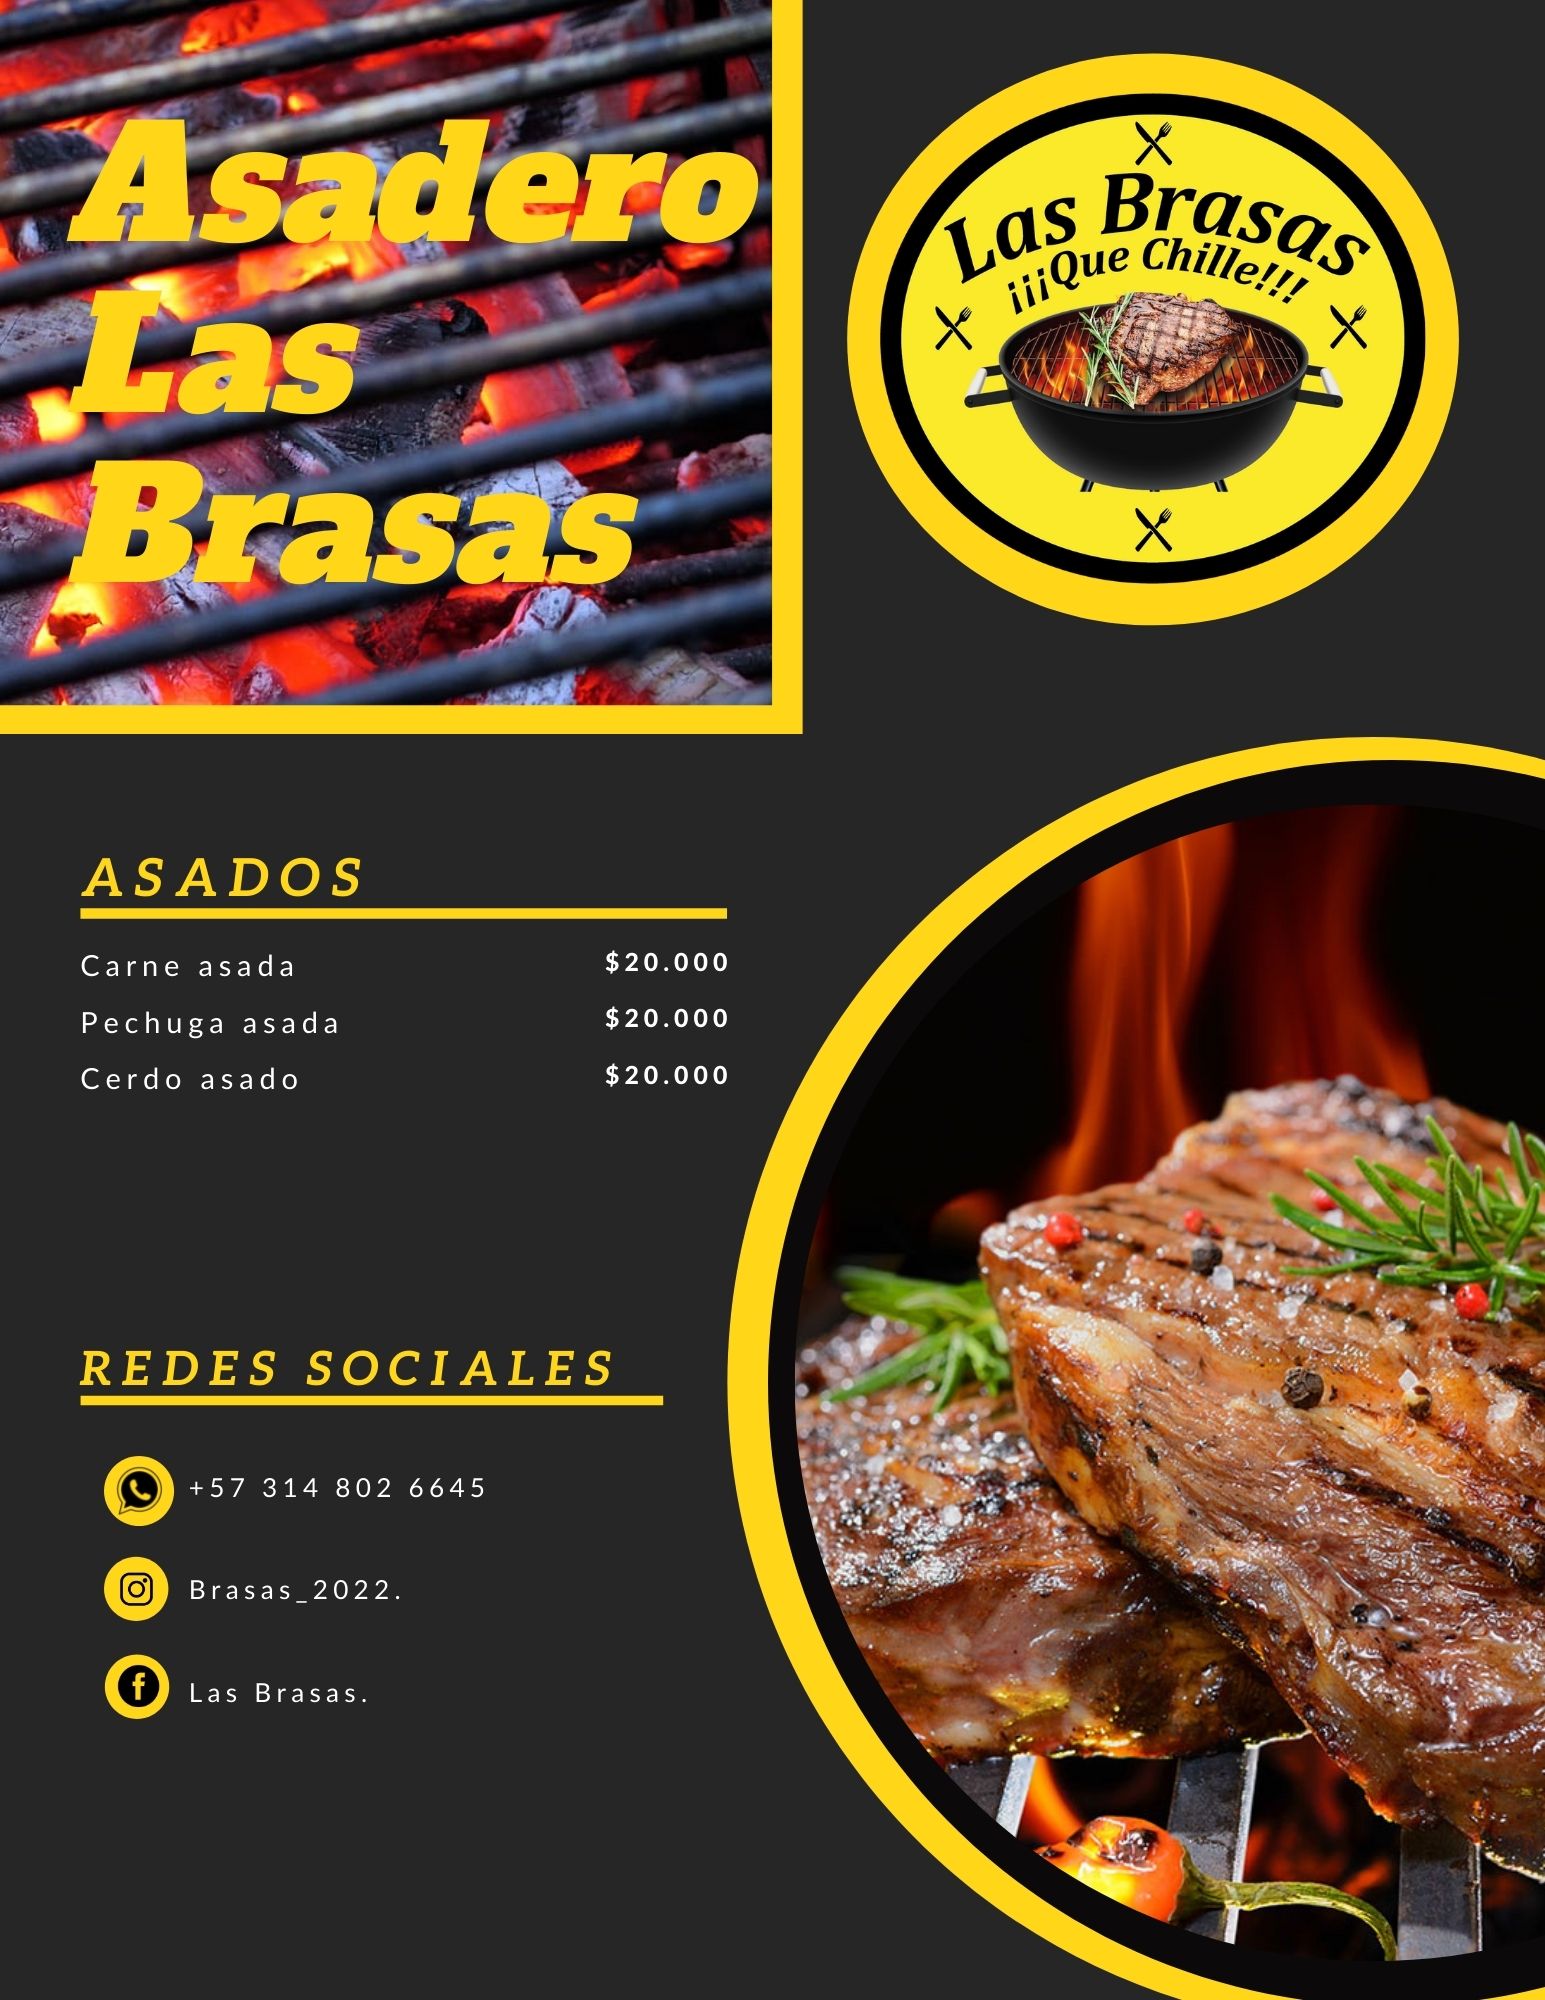 Asadero
Las
Brasas
Las Brasas
¡¡¡Que Chille!!!
ASADOS
Carne asada $20.000
Pechuga asada $20.000
Cerdo asado $20.000
REDES SOCIALES
+57 314 802 6645
Brasas_2022.
Las Brasas.